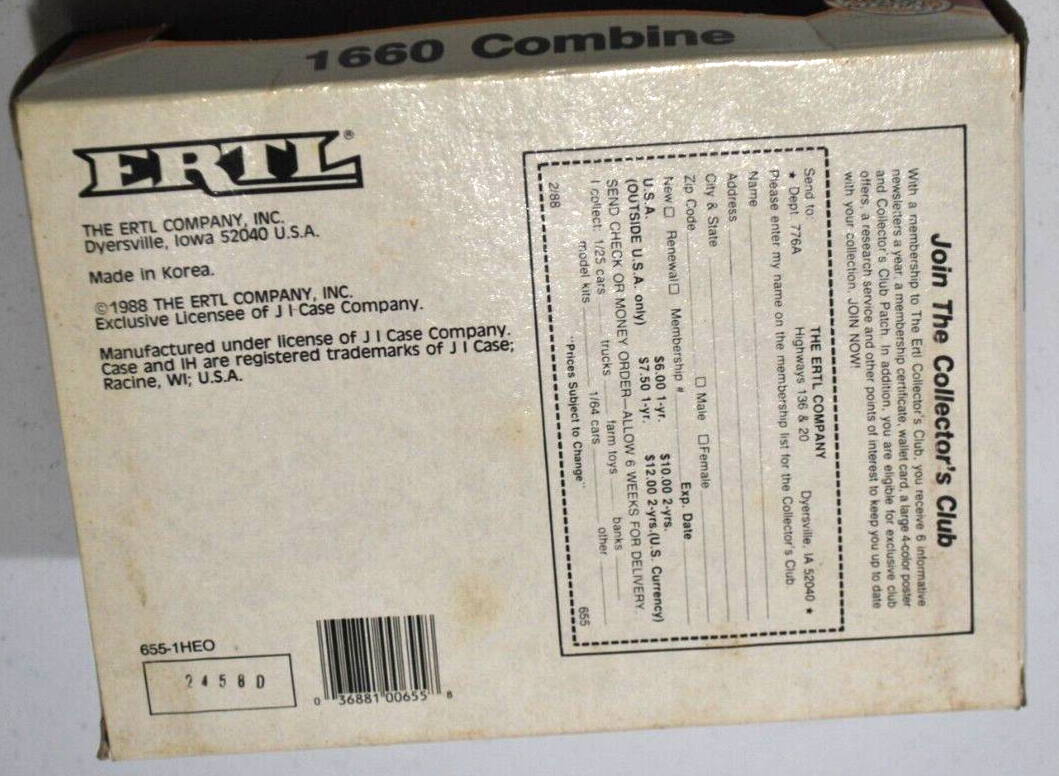 1660 Combine
ERTL®
THE ERTL COMPANY, INC.
Dyersville, Iowa 52040 U.S.A.
Made in Korea.
©1988 THE ERTL COMPANY, INC.
Exclusive Licensee of J I Case Company.
Manufactured under license of J I Case Company.
Case and IH are registered trademarks of J I Case;
Racine, WI; U.S.A.
655-1HEO
2458D
0 36881 00655 8
Join The Collector's Club
With a membership to The Ertl Collector's Club, you receive 6 informative
newsletters a year, a membership certificate, wallet card, a large 4-color poster
and Collector's Club Patch. In addition, you are eligible for exclusive club
offers, a research service and other points of interest to keep you up to date
with your collection. JOIN NOW!
THE ERTL COMPANY
Send to: Highways 136 & 20 Dyersville, IA 52040 ★
★ Dept. 776A
Please enter my name on the membership list for the Collector's Club.
Name
Address
City & State
Zip Code □ Male □ Female
New □ Renewal □ Membership # Exp. Date
U.S.A. $6.00 1-yr. $10.00 2-yrs.
(OUTSIDE U.S.A. only) $7.50 1-yr. $12.00 2-yrs. (U.S. Currency)
SEND CHECK OR MONEY ORDER—ALLOW 6 WEEKS FOR DELIVERY.
I collect: 1/25 cars trucks farm toys banks
model kits 1/64 cars other
2/88 "Prices Subject to Change" 655